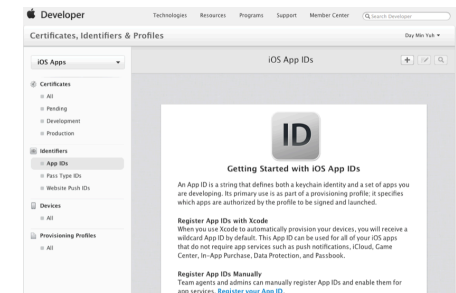 Developer
Technologies Resources Programs Support Member Center Search Developer
Certificates, Identifiers & Profiles
Day Min Yuh
iOS Apps
iOS App IDs
Certificates
All
Pending
Development
Production
Identifiers
App IDs
Pass Type IDs
Website Push IDs
Devices
All
Provisioning Profiles
All
ID
Getting Started with iOS App IDs
An App ID is a string that defines both a keychain identity and a set of apps you
are developing. Its primary use is as part of a provisioning profile; it specifies
which apps are authorized by the profile to be signed and launched.
Register App IDs with Xcode
When you use Xcode to automatically provision your devices, you will receive a
wildcard App ID by default. This App ID can be used for all of your iOS apps
that do not require app services such as push notifications, iCloud, Game
Center, In-App Purchase, Data Protection, and Passbook.
Register App IDs Manually
Team agents and admins can manually register App IDs and enable them for
app services. Register your App ID.